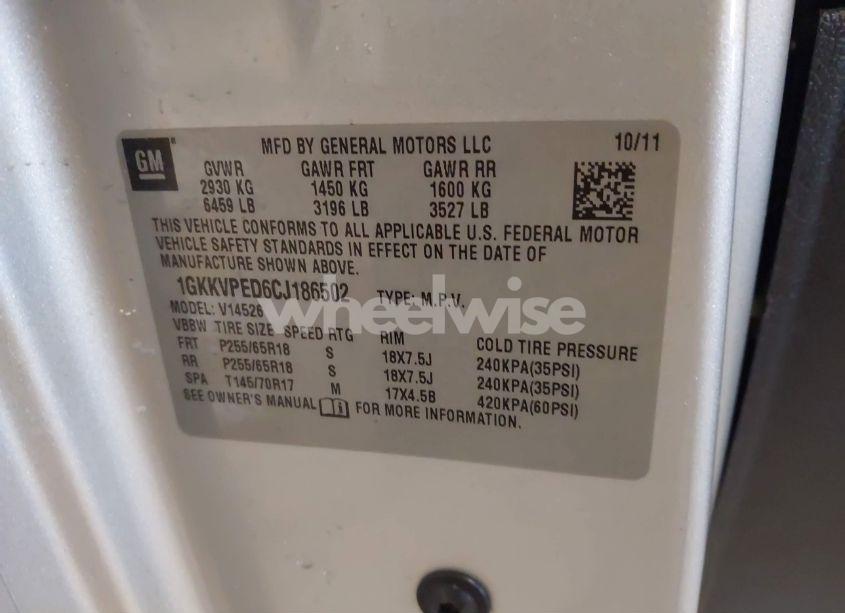 GM
MFD BY GENERAL MOTORS LLC 10/11
GVWR GAWR FRT GAWR RR
2930 KG 1450 KG 1600 KG
6459 LB 3196 LB 3527 LB
THIS VEHICLE CONFORMS TO ALL APPLICABLE U.S. FEDERAL MOTOR
VEHICLE SAFETY STANDARDS IN EFFECT ON THE DATE OF
MANUFACTURE SHOWN ABOVE.
1GKKVPED6CJ186502 TYPE: M.P.V.
wheelwise
MODEL: V14526
VBBW TIRE SIZE SPEED RTG RIM COLD TIRE PRESSURE
FRT P255/65R18 S 18X7.5J 240KPA(35PSI)
RR P255/65R18 S 18X7.5J 240KPA(35PSI)
SPA T145/70R17 M 17X4.5B 420KPA(60PSI)
SEE OWNER'S MANUAL FOR MORE INFORMATION.